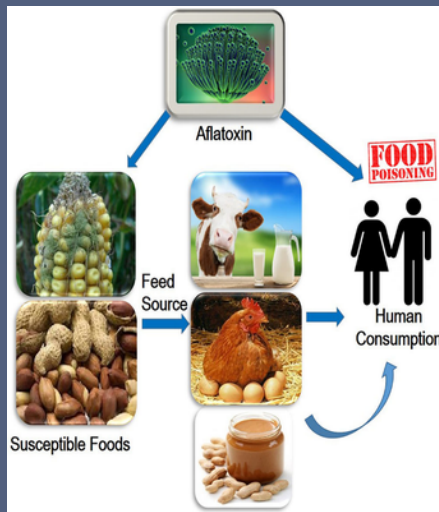 Aflatoxin
FOOD
POISONING
Feed
Source
Human
Consumption
Susceptible Foods